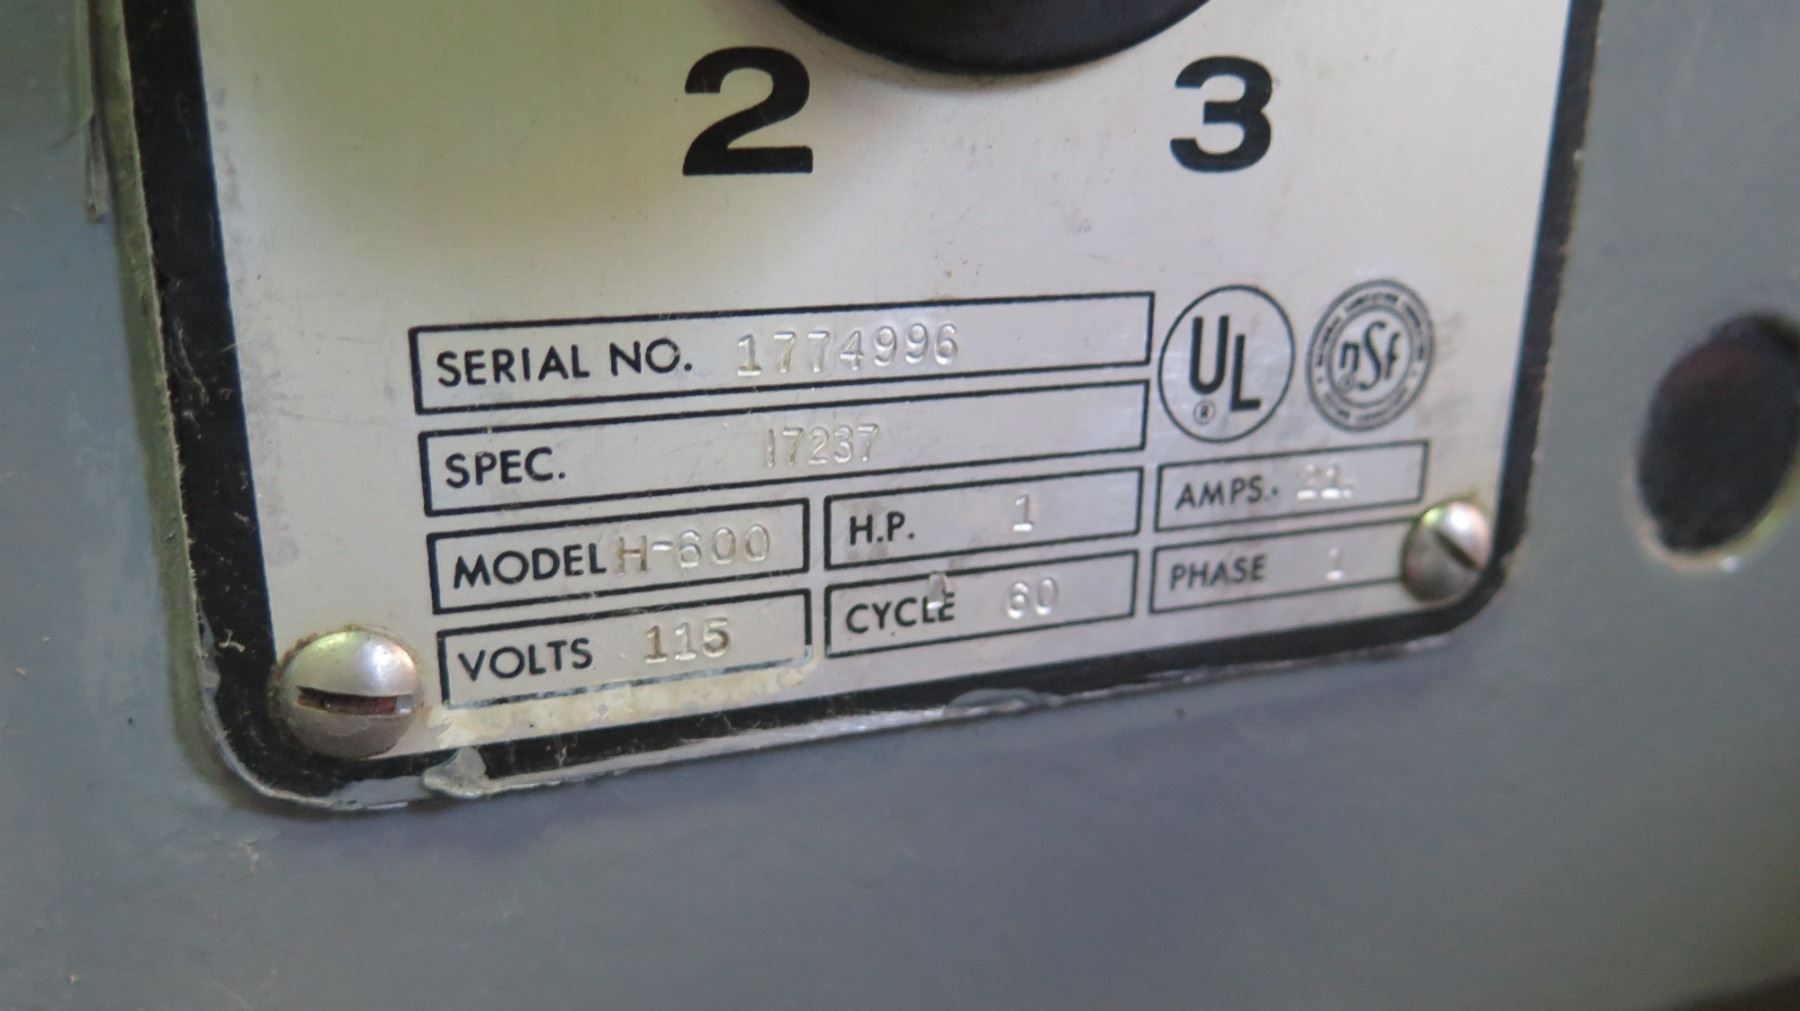 2 3
SERIAL NO. 1774996
UL
®
nsf
SPEC. 17237
MODEL H-600
H.P. 1
AMPS. 21.
VOLTS 115
CYCLE 60
PHASE 1